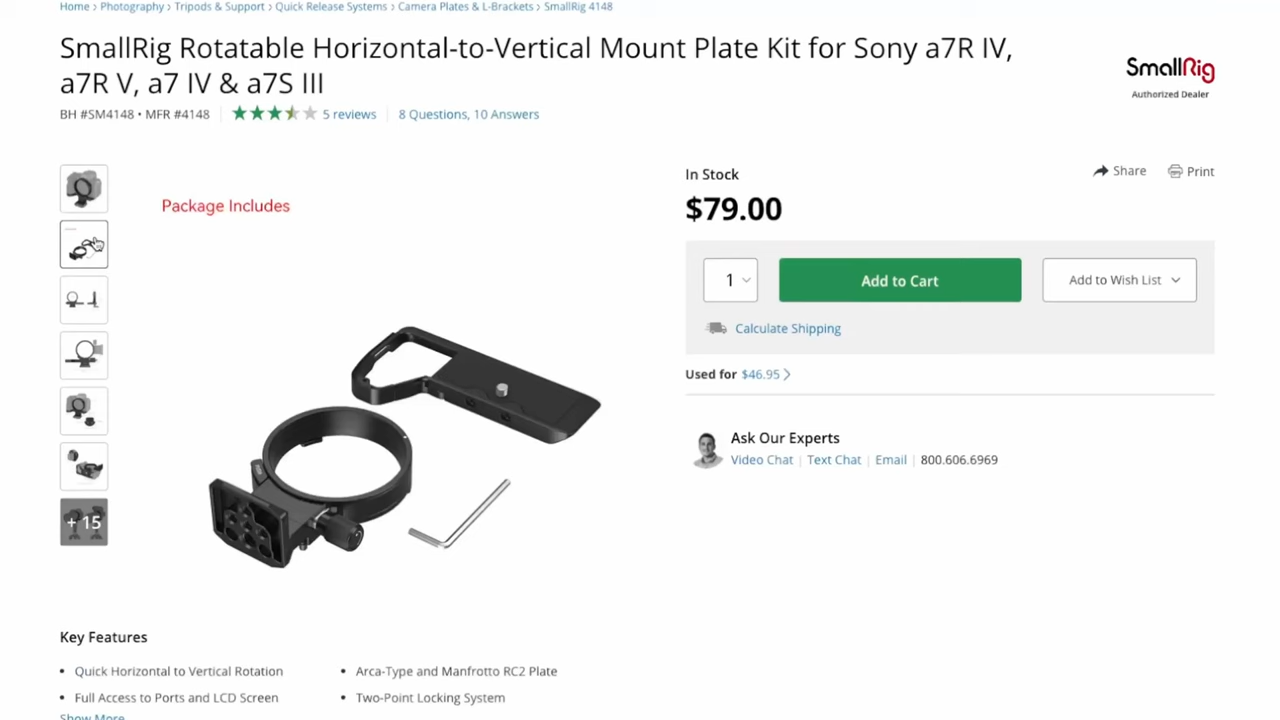 Home › Photography › Tripods & Support › Quick Release Systems › Camera Plates & L-Brackets › SmallRig 4148
SmallRig Rotatable Horizontal-to-Vertical Mount Plate Kit for Sony a7R IV,
a7R V, a7 IV & a7S III
SmallRig
Authorized Dealer
BH #SM4148 • MFR #4148
5 reviews
8 Questions, 10 Answers
Package Includes
+ 15
In Stock
Share
Print
$79.00
1
Add to Cart
Add to Wish List
Calculate Shipping
Used for $46.95
Ask Our Experts
Video Chat | Text Chat | Email | 800.606.6969
Key Features
• Quick Horizontal to Vertical Rotation
• Arca-Type and Manfrotto RC2 Plate
• Full Access to Ports and LCD Screen
• Two-Point Locking System
Show More